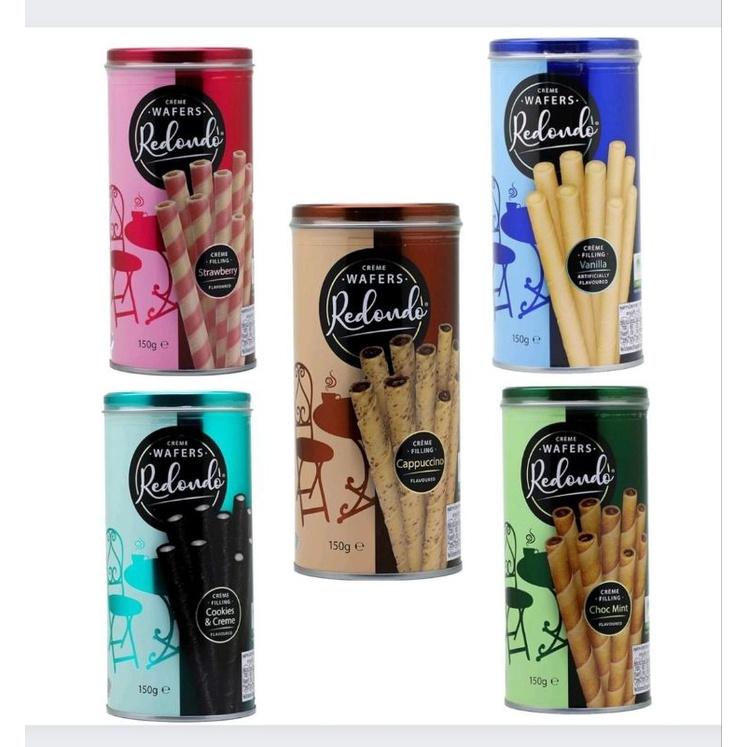 CRÈME
WAFERS
Redondo®
CRÈME
FILLING
Strawberry
FLAVOURED
150g ℮
CRÈME
WAFERS
Redondo®
CRÈME
FILLING
Vanilla
ARTIFICIALLY
FLAVOURED
150g ℮
CRÈME
WAFERS
Redondo®
CRÈME
FILLING
Cappuccino
FLAVOURED
150g ℮
CRÈME
WAFERS
Redondo®
CRÈME
FILLING
Cookies
& Creme
FLAVOURED
150g ℮
CRÈME
WAFERS
Redondo®
CRÈME
FILLING
Choc Mint
FLAVOURED
150g ℮